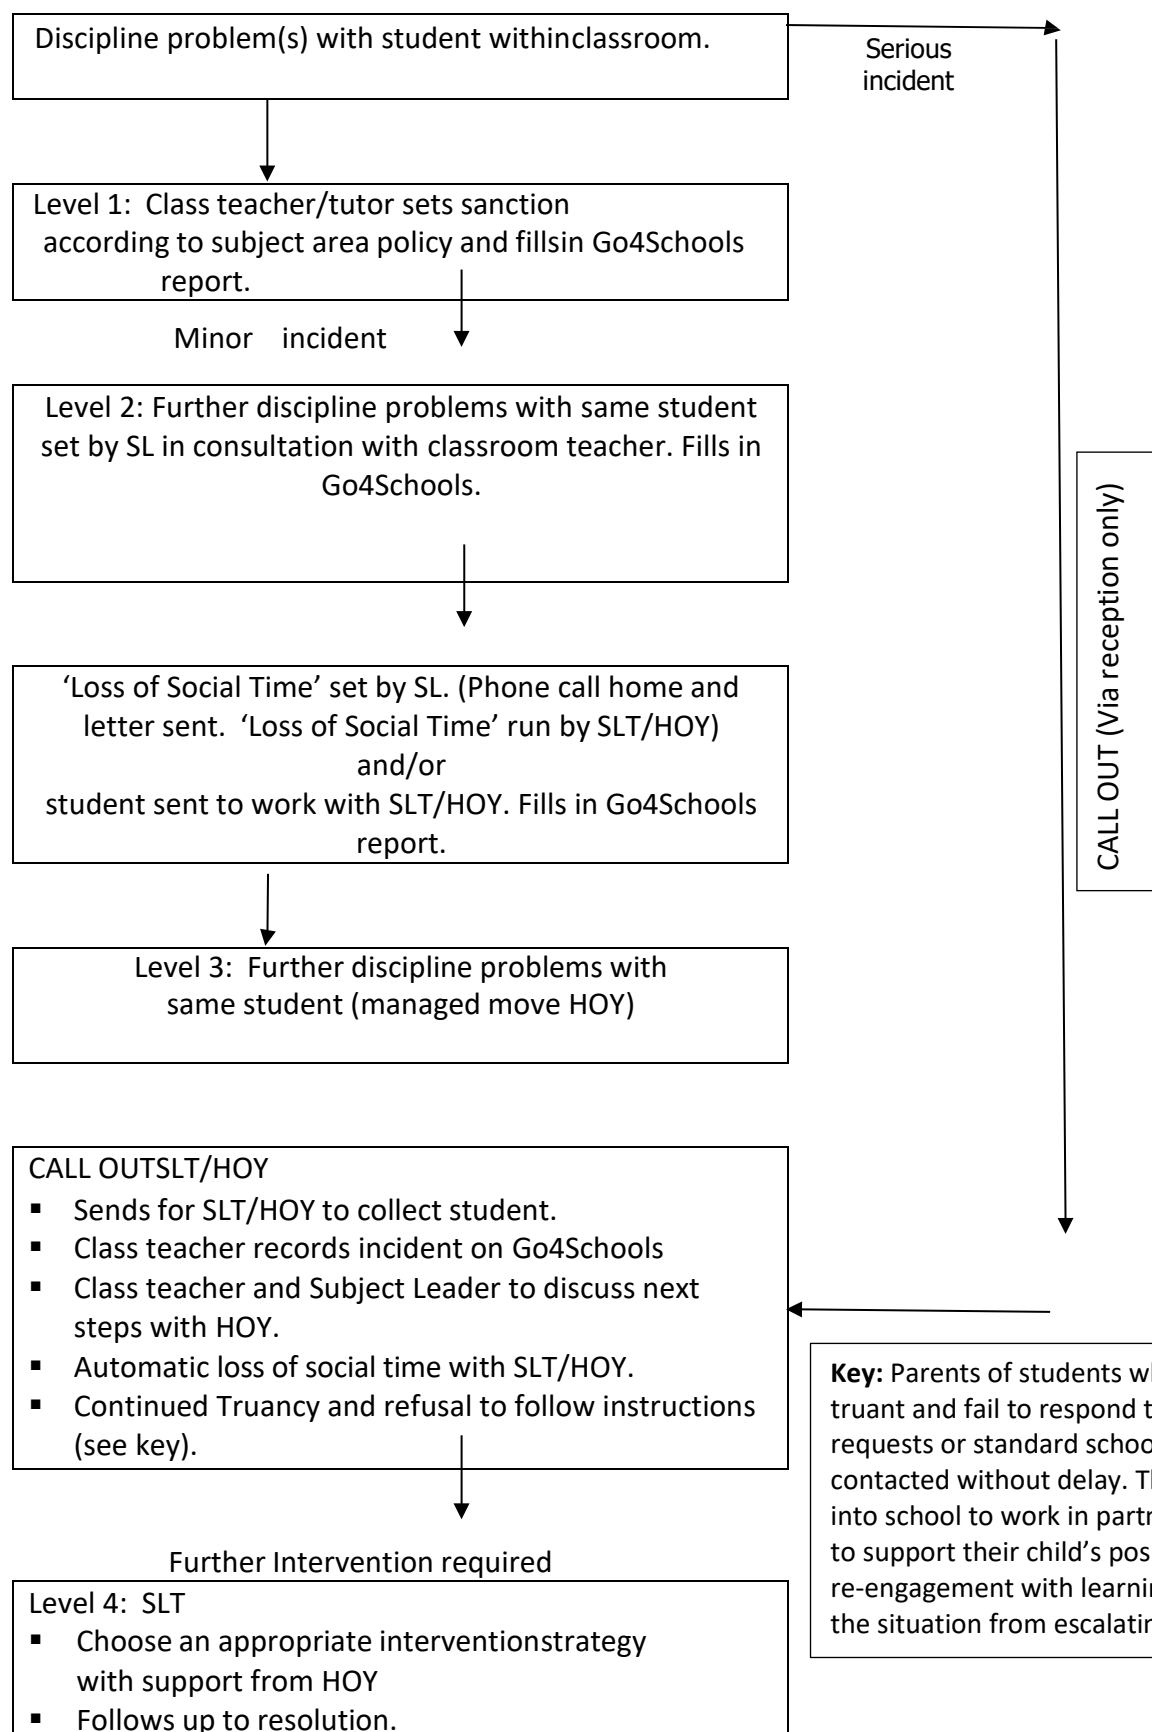 Discipline problem(s) with student withinclassroom.
Serious
incident
Level 1: Class teacher/tutor sets sanction
according to subject area policy and fillsin Go4Schools
report.
Minor incident
Level 2: Further discipline problems with same student
set by SL in consultation with classroom teacher. Fills in
Go4Schools.
‘Loss of Social Time’ set by SL. (Phone call home and
letter sent. ‘Loss of Social Time’ run by SLT/HOY)
and/or
student sent to work with SLT/HOY. Fills in Go4Schools
report.
CALL OUT (Via reception only)
Level 3: Further discipline problems with
same student (managed move HOY)
CALL OUTSLT/HOY
▪ Sends for SLT/HOY to collect student.
▪ Class teacher records incident on Go4Schools
▪ Class teacher and Subject Leader to discuss next
steps with HOY.
▪ Automatic loss of social time with SLT/HOY.
▪ Continued Truancy and refusal to follow instructions
(see key).
Key: Parents of students
truant and fail to respond
requests or standard
contacted without delay.
into school to work in
to support their child’s
re-engagement with
the situation from
Further Intervention required
Level 4: SLT
▪ Choose an appropriate interventionstrategy
with support from HOY
▪ Follows up to resolution.